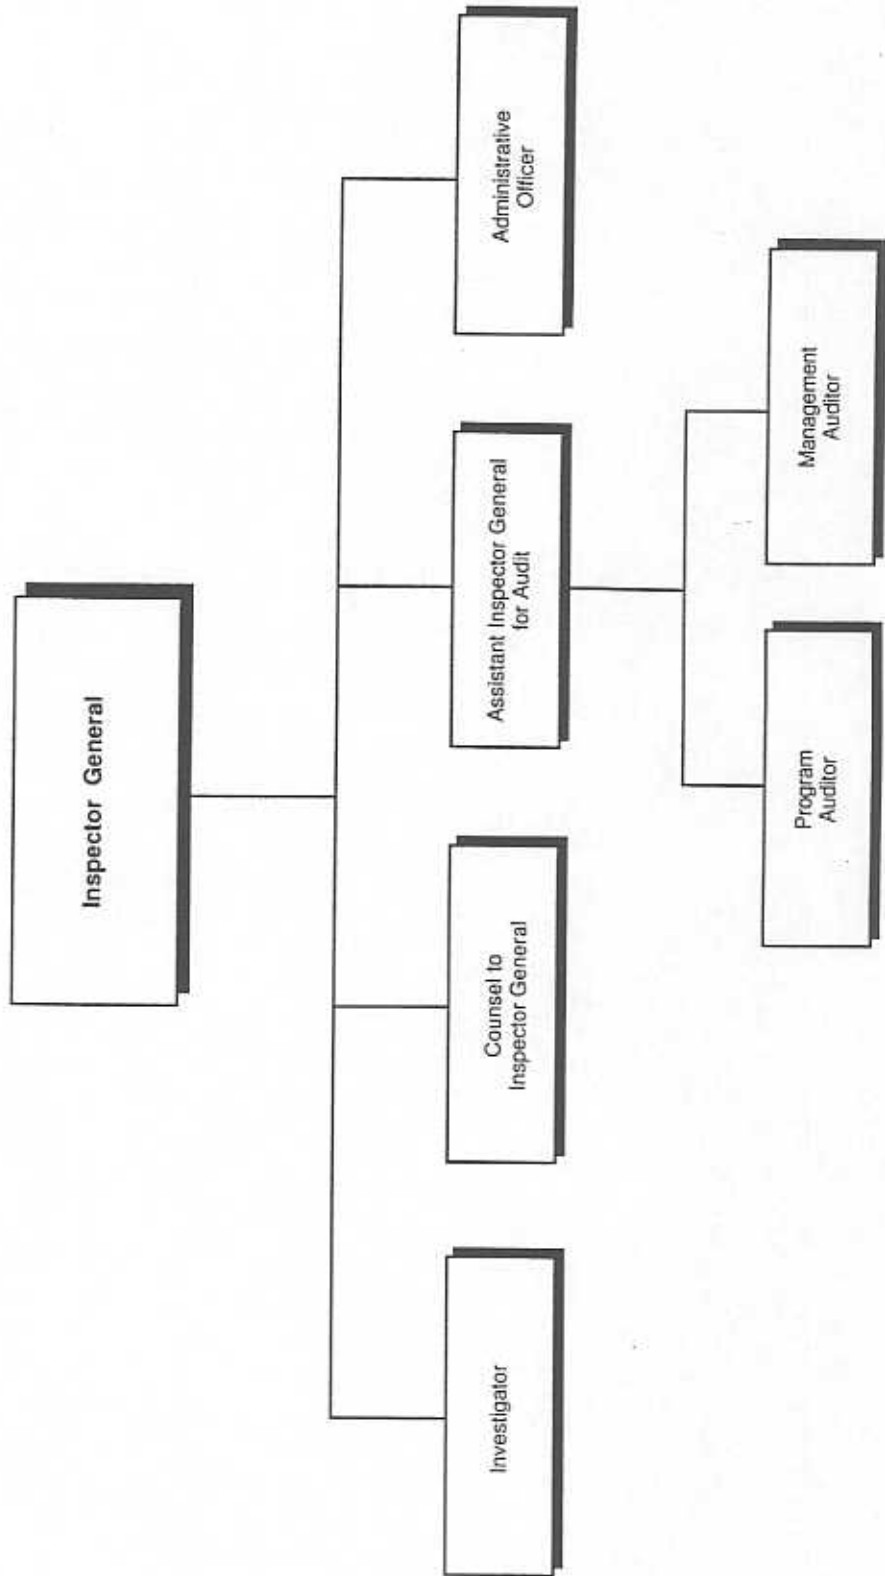 Inspector General
Investigator
Counsel to
Inspector General
Assistant Inspector General
for Audit
Administrative
Officer
Program
Auditor
Management
Auditor